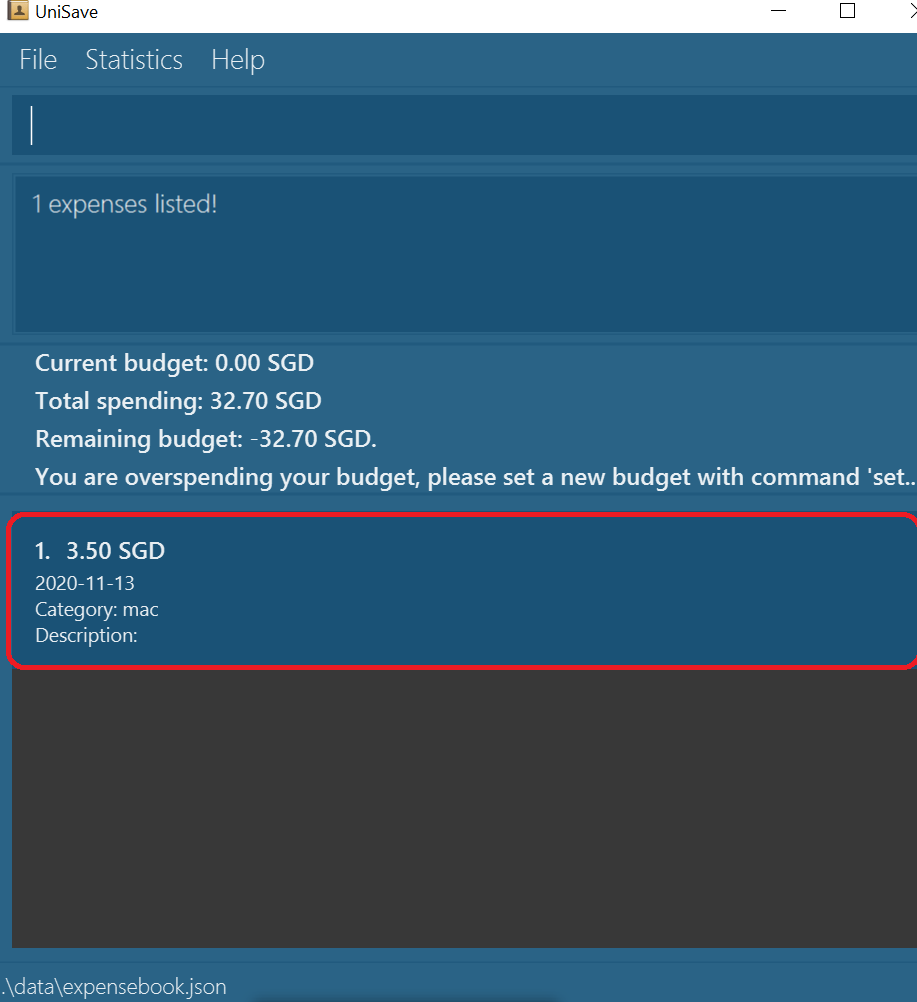 UniSave
File Statistics Help
1 expenses listed!
Current budget: 0.00 SGD
Total spending: 32.70 SGD
Remaining budget: -32.70 SGD.
You are overspending your budget, please set a new budget with command 'set...
1. 3.50 SGD
2020-11-13
Category: mac
Description:
.\data\expensebook.json